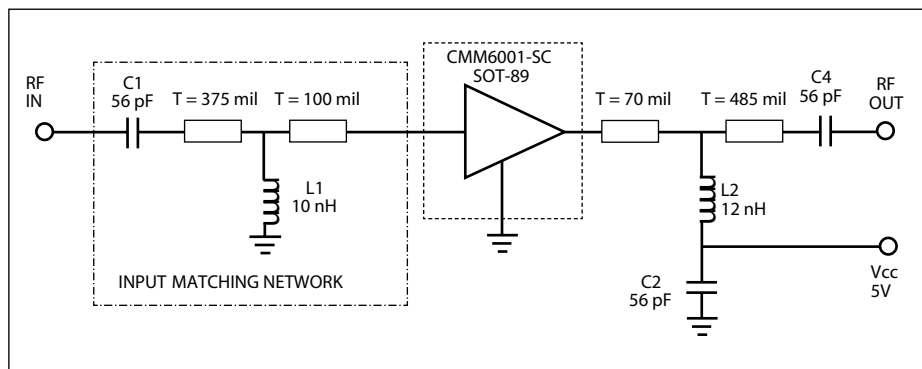 CMM6001-SC
SOT-89
RF
IN
C1
56 pF
T = 375 mil
T = 100 mil
T = 70 mil
T = 485 mil
C4
56 pF
RF
OUT
L1
10 nH
L2
12 nH
INPUT MATCHING NETWORK
C2
56 pF
Vcc
5V